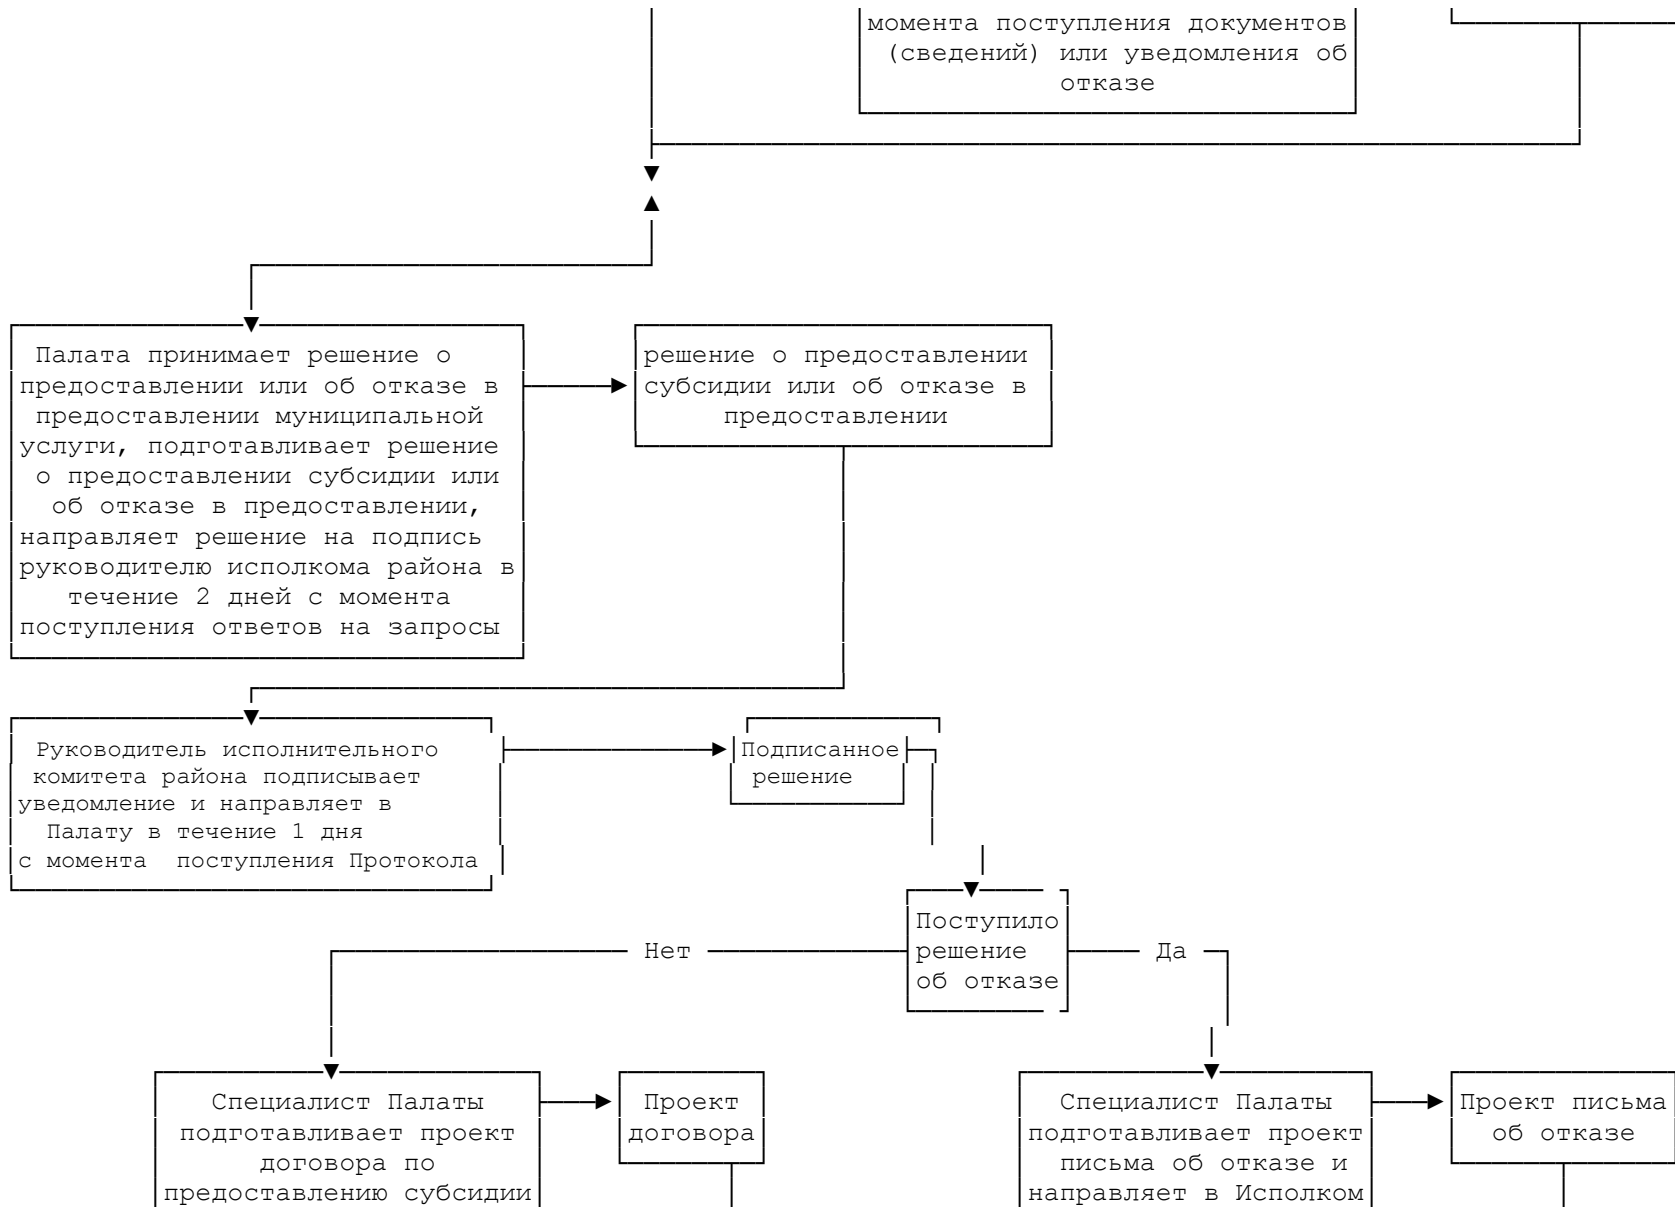 момента поступления документов
(сведений) или уведомления об
отказе
Палата принимает решение о
предоставлении или об отказе в
предоставлении муниципальной
услуги, подготавливает решение
о предоставлении субсидии или
об отказе в предоставлении,
направляет решение на подпись
руководителю исполкома района в
течение 2 дней с момента
поступления ответов на запросы
решение о предоставлении
субсидии или об отказе в
предоставлении
Руководитель исполнительного
комитета района подписывает
уведомление и направляет в
Палату в течение 1 дня
с момента поступления Протокола
Подписанное
решение
Поступило
решение
об отказе
Нет
Да
Специалист Палаты
подготавливает проект
договора по
предоставлению субсидии
Проект
договора
Специалист Палаты
подготавливает проект
письма об отказе и
направляет в Исполком
Проект письма
об отказе